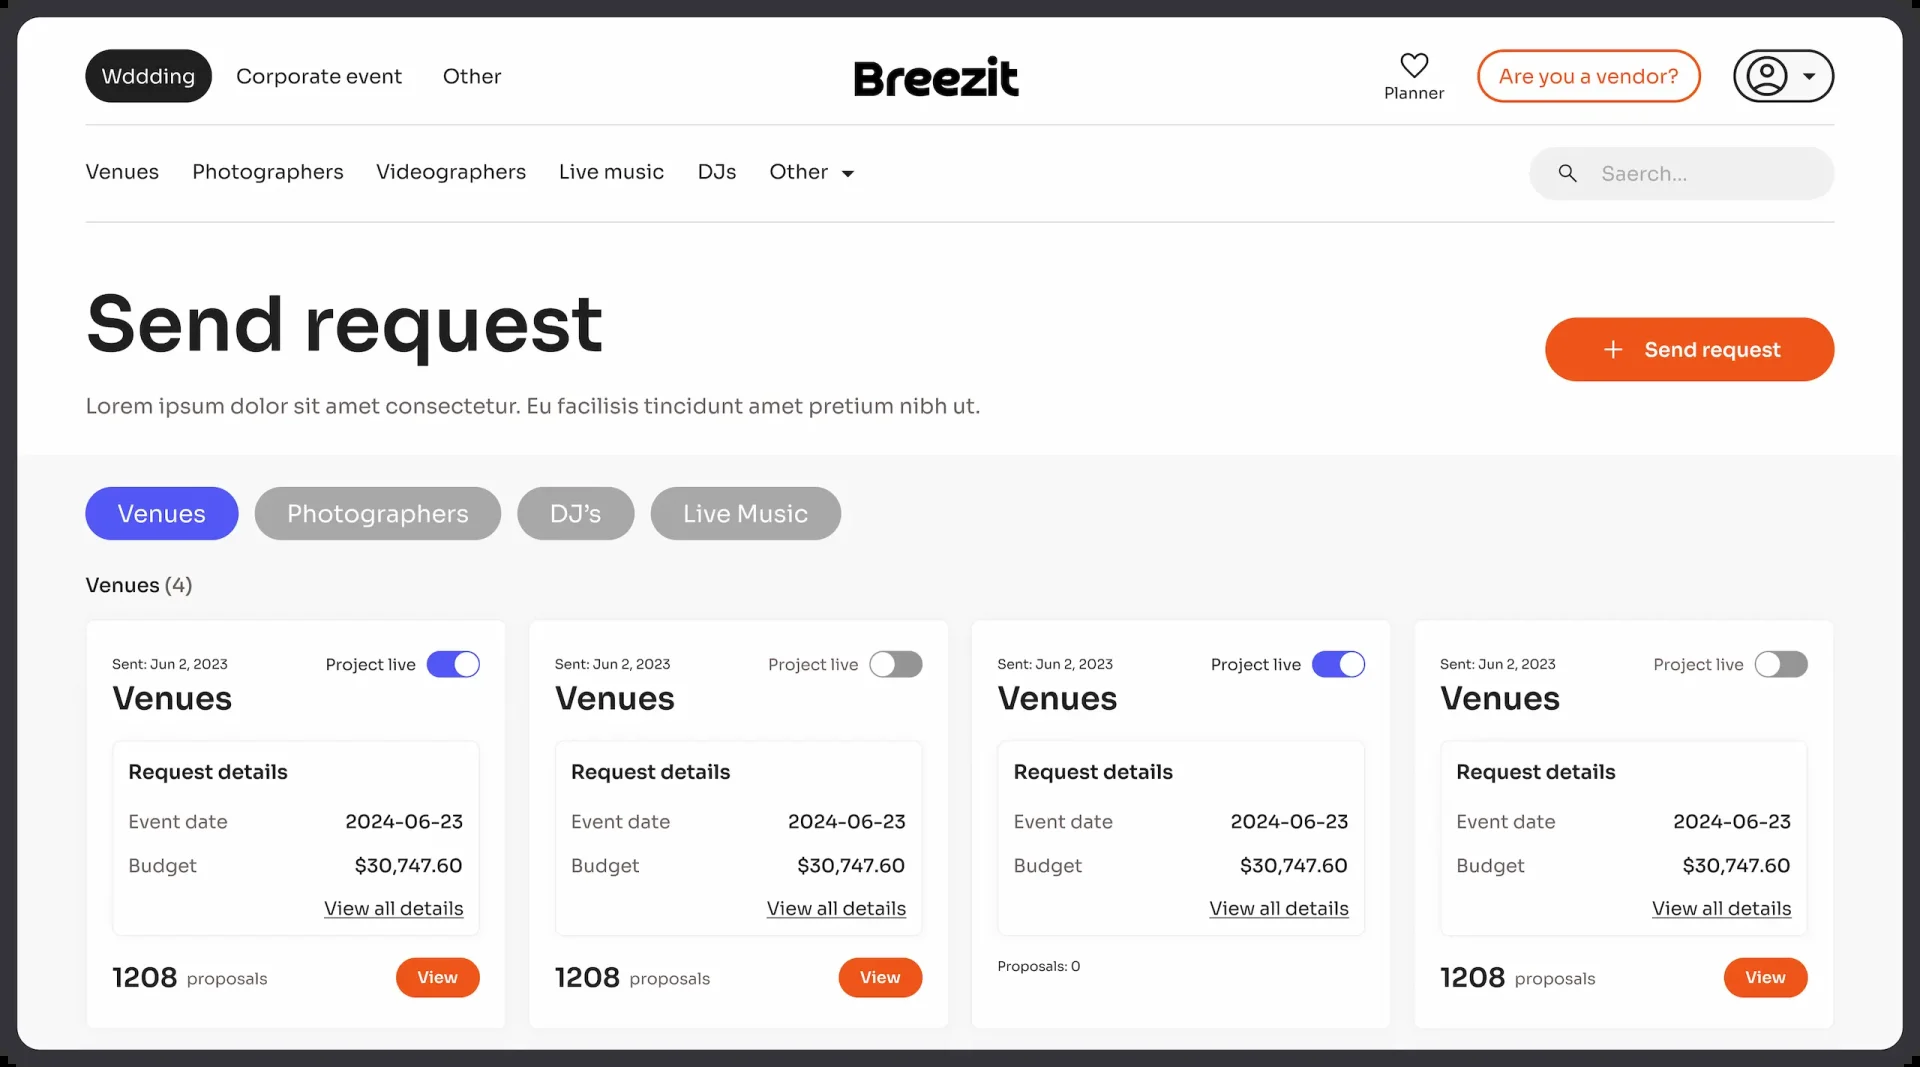 Wddding Corporate event Other Breezit Planner Are you a vendor?
Venues Photographers Videographers Live music DJs Other Saerch...
Send request
+ Send request
Lorem ipsum dolor sit amet consectetur. Eu facilisis tincidunt amet pretium nibh ut.
Venues Photographers DJ’s Live Music
Venues (4)
Sent: Jun 2, 2023 Project live
Venues
Request details
Event date 2024-06-23
Budget $30,747.60
View all details
1208 proposals View
Sent: Jun 2, 2023 Project live
Venues
Request details
Event date 2024-06-23
Budget $30,747.60
View all details
1208 proposals View
Sent: Jun 2, 2023 Project live
Venues
Request details
Event date 2024-06-23
Budget $30,747.60
View all details
Proposals: 0
Sent: Jun 2, 2023 Project live
Venues
Request details
Event date 2024-06-23
Budget $30,747.60
View all details
1208 proposals View